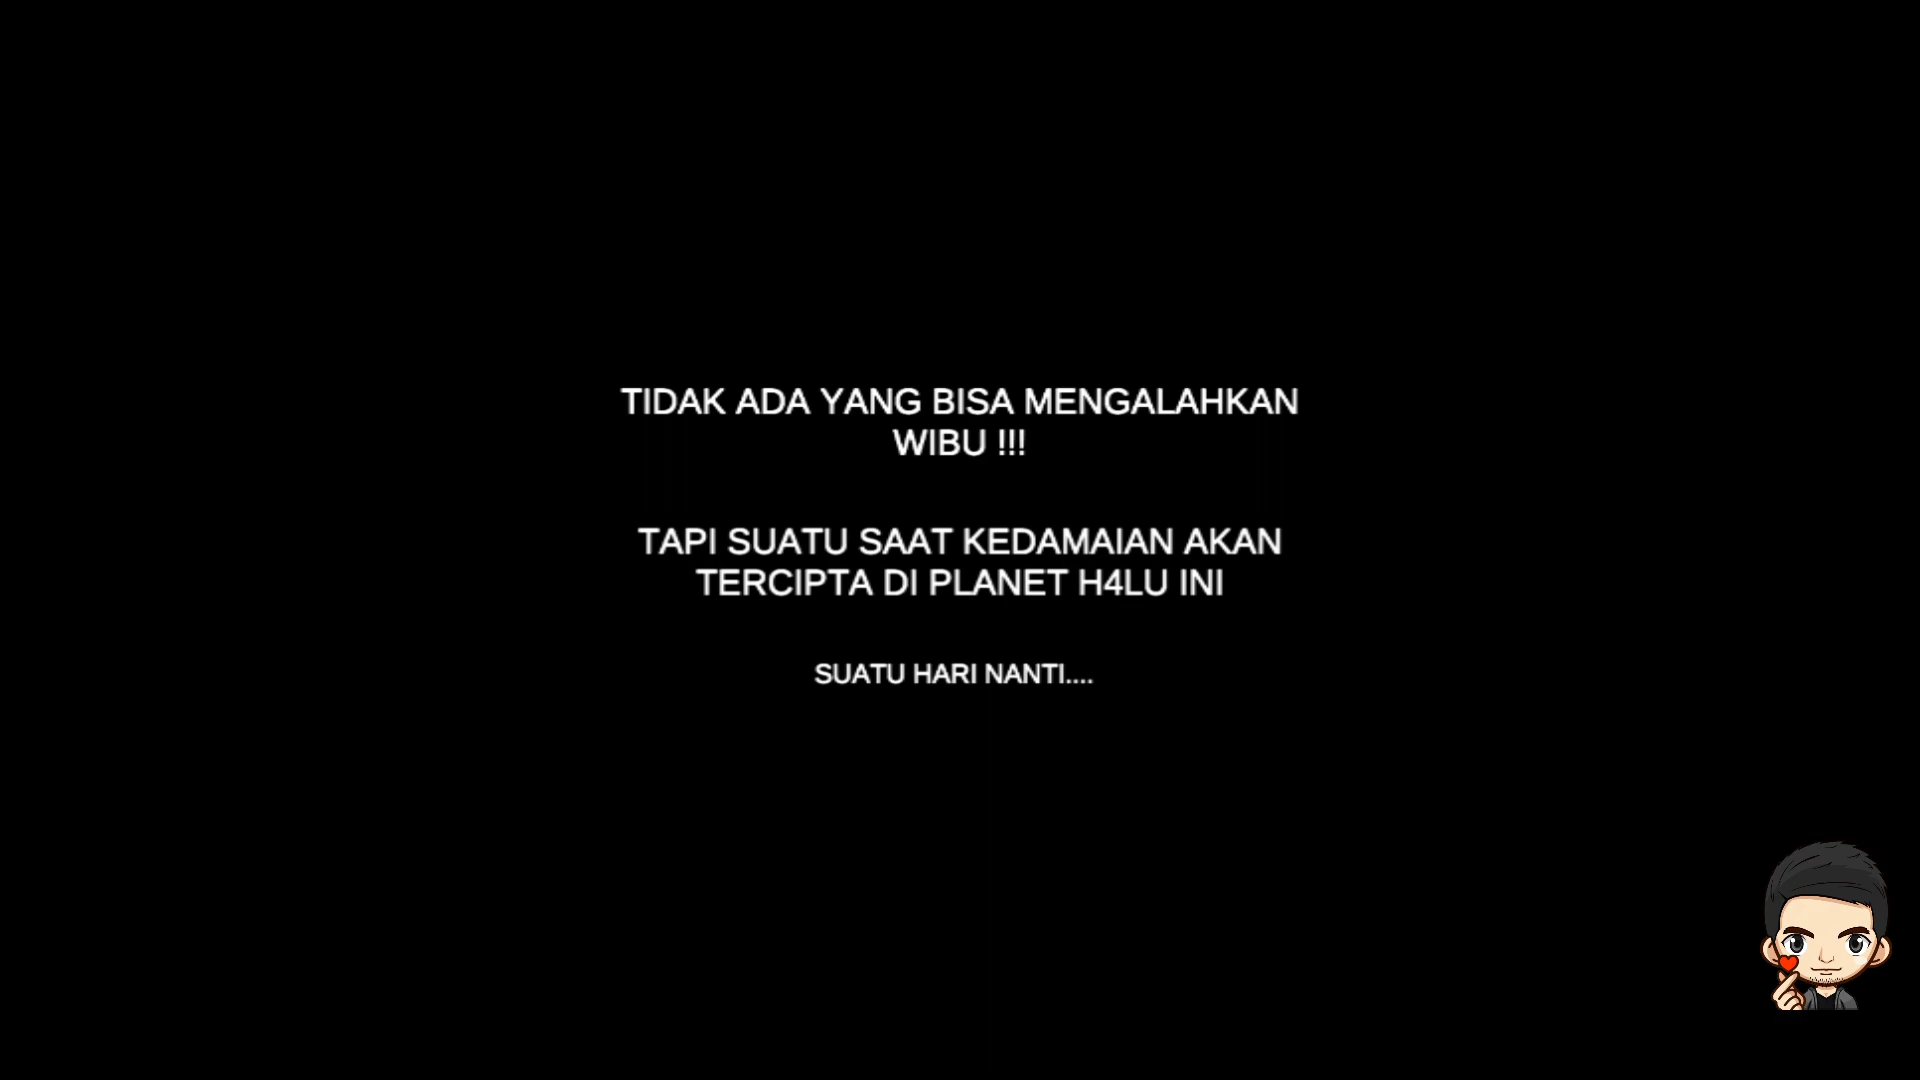 TIDAK ADA YANG BISA MENGALAHKAN
WIBU !!!
TAPI SUATU SAAT KEDAMAIAN AKAN
TERCIPTA DI PLANET H4LU INI
SUATU HARI NANTI....